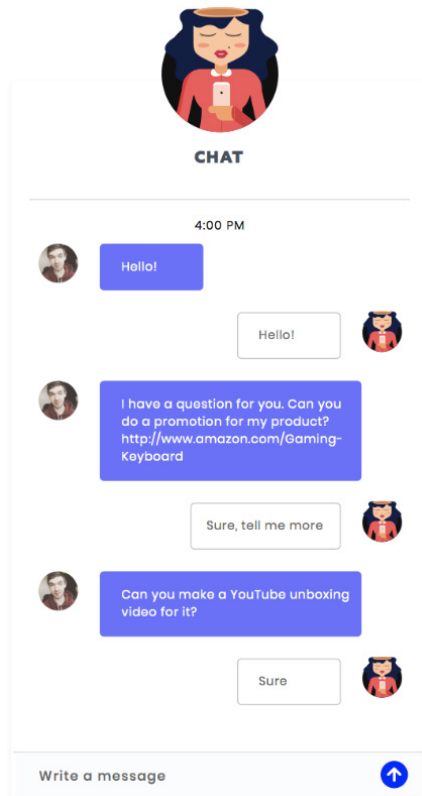 CHAT
4:00 PM
Hello!
Hello!
I have a question for you. Can you
do a promotion for my product?
http://www.amazon.com/Gaming-
Keyboard
Sure, tell me more
Can you make a YouTube unboxing
video for it?
Sure
Write a message